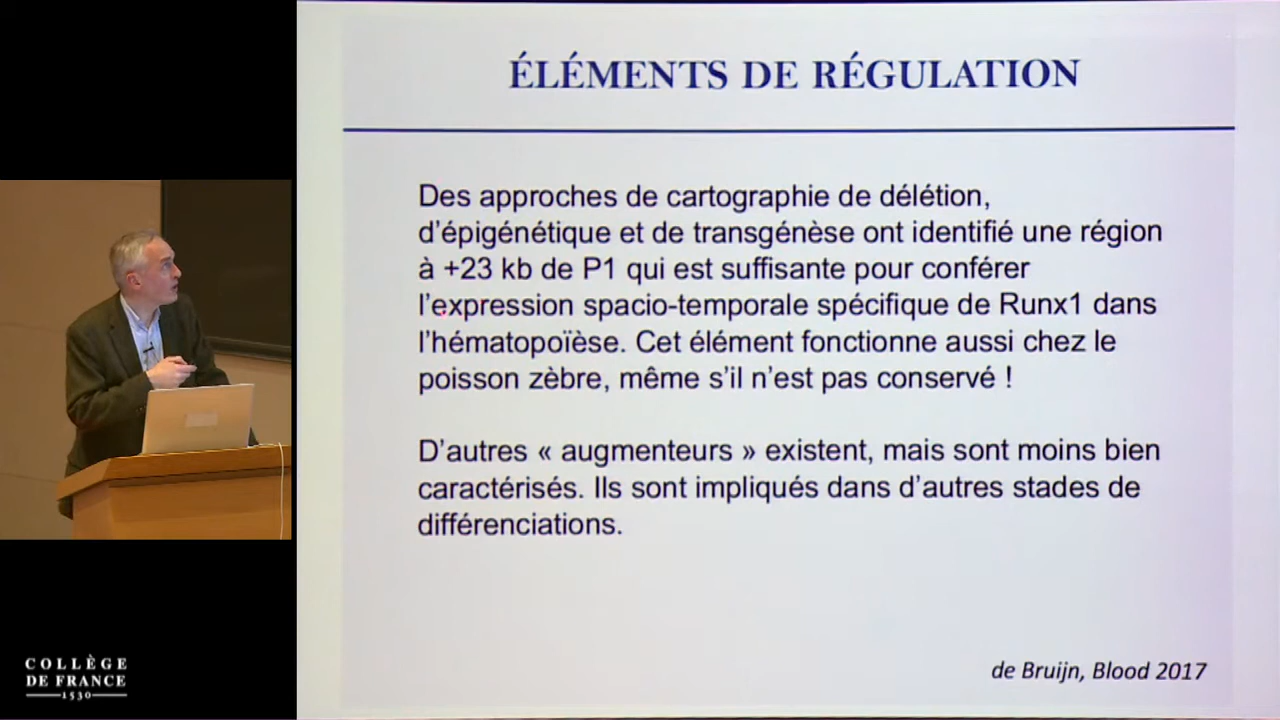 ÉLÉMENTS DE RÉGULATION
Des approches de cartographie de délétion,
d’épigénétique et de transgénèse ont identifié une région
à +23 kb de P1 qui est suffisante pour conférer
l’expression spacio-temporale spécifique de Runx1 dans
l’hématopoïèse. Cet élément fonctionne aussi chez le
poisson zèbre, même s’il n’est pas conservé !
D’autres « augmenteurs » existent, mais sont moins bien
caractérisés. Ils sont impliqués dans d’autres stades de
différenciations.
de Bruijn, Blood 2017
COLLÈGE
DE FRANCE
1530